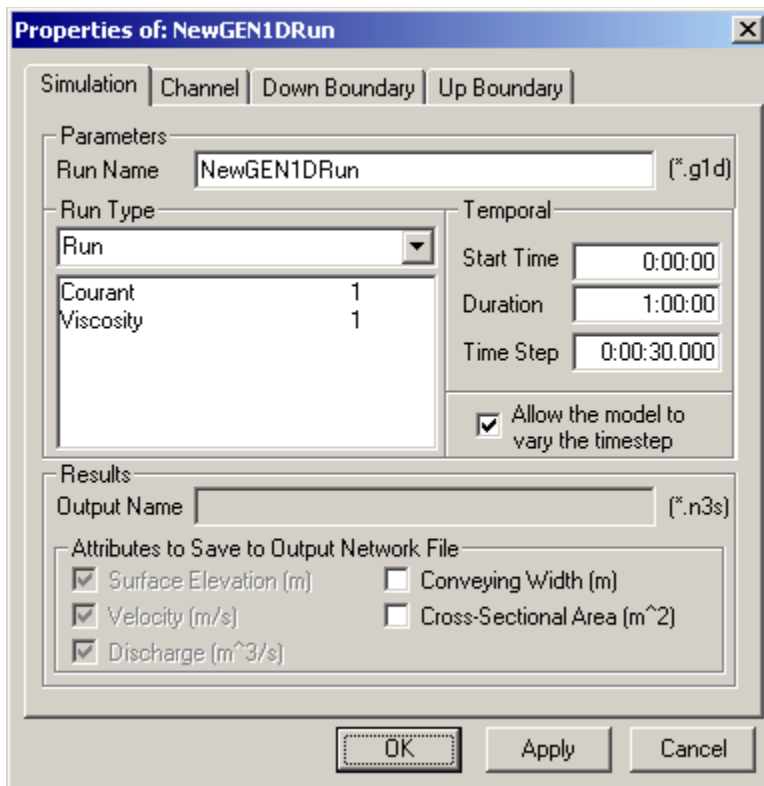 Properties of: NewGEN1DRun
Simulation Channel Down Boundary Up Boundary
Parameters
Run Name NewGEN1DRun (*.g1d)
Run Type Temporal
Run
Start Time 0:00:00
Courant 1
Viscosity 1
Duration 1:00:00
Time Step 0:00:30.000
Allow the model to
vary the timestep
Results
Output Name (*.n3s)
Attributes to Save to Output Network File
Surface Elevation (m) Conveying Width (m)
Velocity (m/s) Cross-Sectional Area (m^2)
Discharge (m^3/s)
OK Apply Cancel